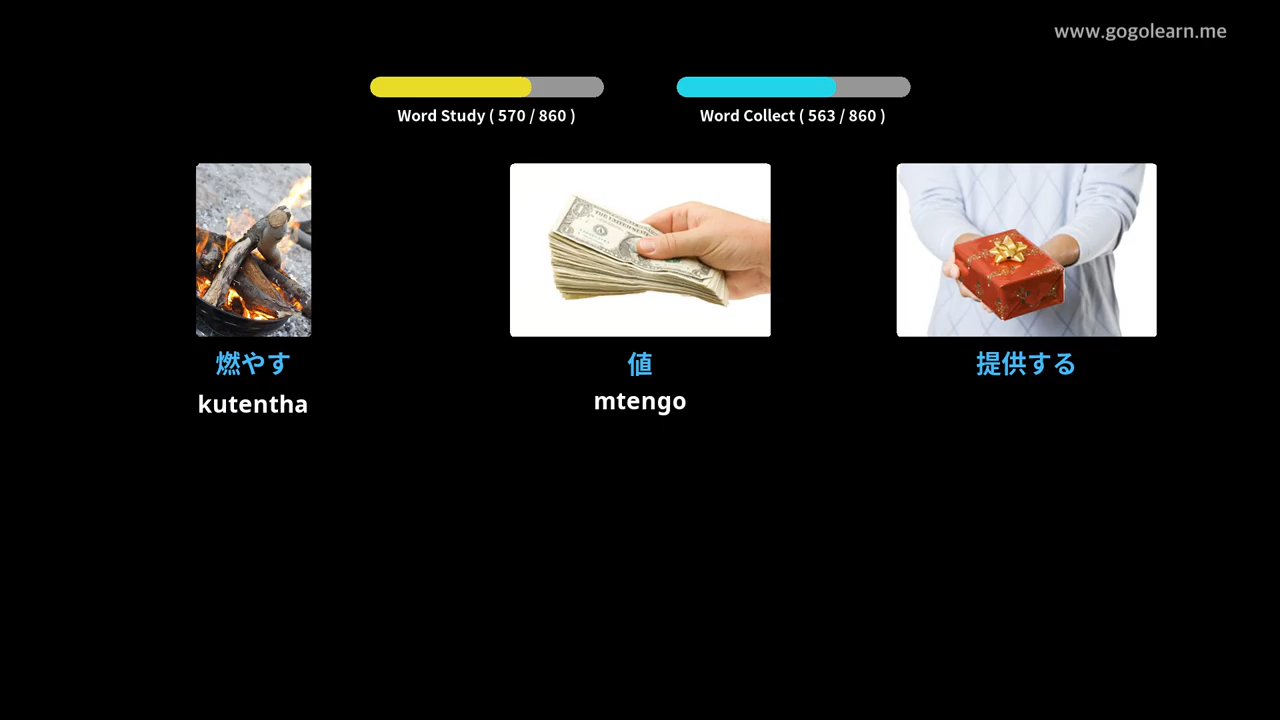 www.gogolearn.me
Word Study ( 570 / 860 )
Word Collect ( 563 / 860 )
燃やす
kutentha
値
mtengo
提供する